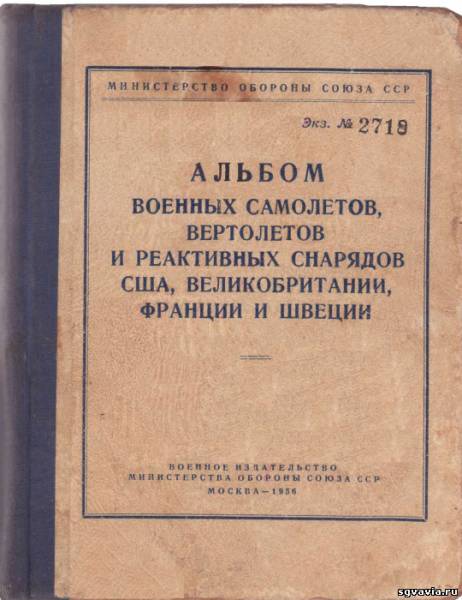 МИНИСТЕРСТВО ОБОРОНЫ СОЮЗА ССР
Экз. № 2718
АЛЬБОМ
ВОЕННЫХ САМОЛЕТОВ,
ВЕРТОЛЕТОВ
И РЕАКТИВНЫХ СНАРЯДОВ
США, ВЕЛИКОБРИТАНИИ,
ФРАНЦИИ И ШВЕЦИИ
ВОЕННОЕ ИЗДАТЕЛЬСТВО
МИНИСТЕРСТВА ОБОРОНЫ СОЮЗА ССР
МОСКВА—1956
sgvavia.ru